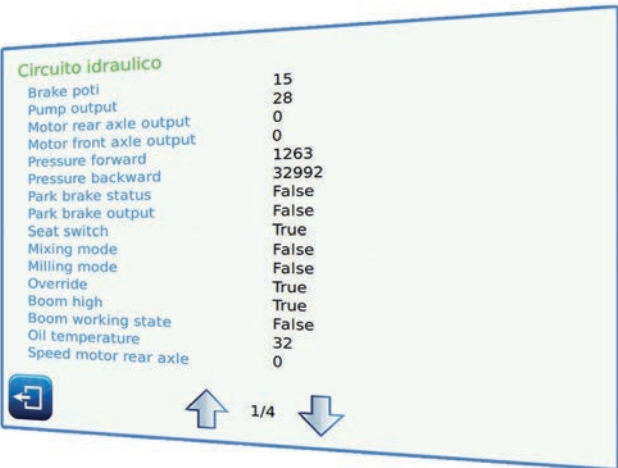 Circuito idraulico
Brake poti 15
Pump output 28
Motor rear axle output 0
Motor front axle output 0
Pressure forward 1263
Pressure backward 32992
Park brake status False
Park brake output False
Seat switch True
Mixing mode False
Milling mode False
Override True
Boom high True
Boom working state False
Oil temperature 32
Speed motor rear axle 0
1/4